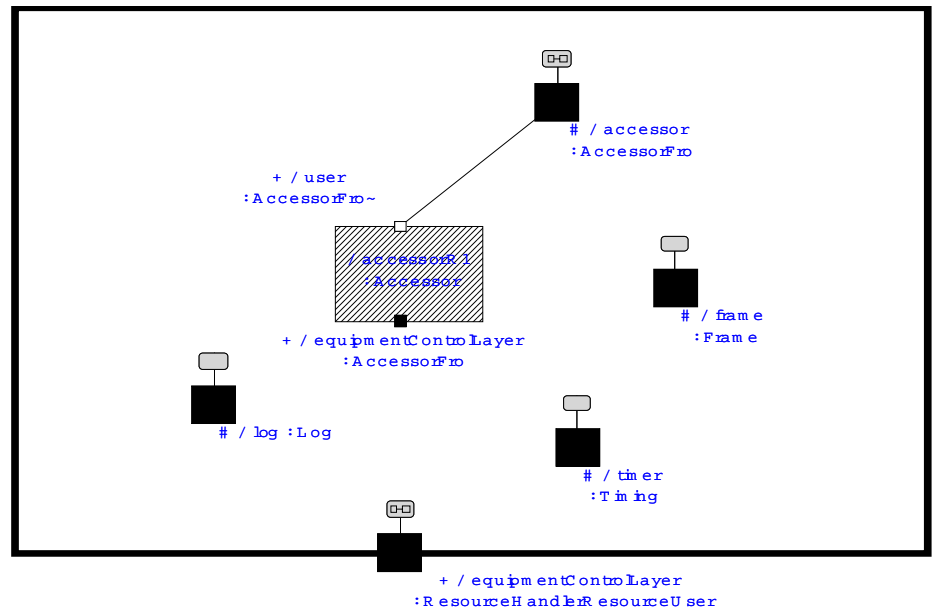 # / accessor
:AccessorFro
+ / user
:AccessorFro~
/ accessorR1
:Accessor
# / frame
:Frame
+ / equipmentControlLayer
:AccessorFro
# / log :Log
# / timer
:Timing
+ / equipmentControlLayer
:ResourceHandlerResourceUser